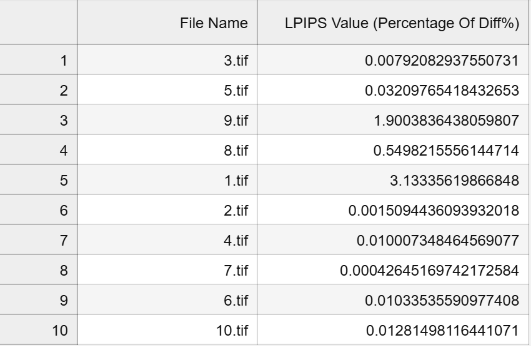 File Name LPIPS Value (Percentage Of Diff%)
1 3.tif 0.00792082937550731
2 5.tif 0.03209765418432653
3 9.tif 1.9003836438059807
4 8.tif 0.5498215556144714
5 1.tif 3.13335619866848
6 2.tif 0.0015094436093932018
7 4.tif 0.010007348464569077
8 7.tif 0.00042645169742172584
9 6.tif 0.01033535590977408
10 10.tif 0.01281498116441071